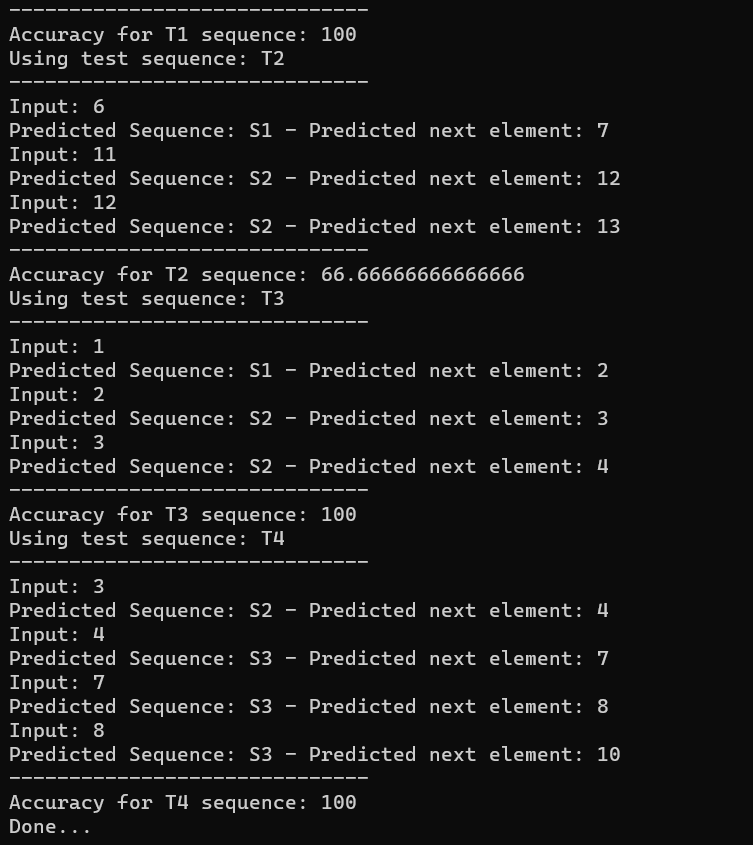 ------------------------------
Accuracy for T1 sequence: 100
Using test sequence: T2
------------------------------
Input: 6
Predicted Sequence: S1 - Predicted next element: 7
Input: 11
Predicted Sequence: S2 - Predicted next element: 12
Input: 12
Predicted Sequence: S2 - Predicted next element: 13
------------------------------
Accuracy for T2 sequence: 66.66666666666666
Using test sequence: T3
------------------------------
Input: 1
Predicted Sequence: S1 - Predicted next element: 2
Input: 2
Predicted Sequence: S2 - Predicted next element: 3
Input: 3
Predicted Sequence: S2 - Predicted next element: 4
------------------------------
Accuracy for T3 sequence: 100
Using test sequence: T4
------------------------------
Input: 3
Predicted Sequence: S2 - Predicted next element: 4
Input: 4
Predicted Sequence: S3 - Predicted next element: 7
Input: 7
Predicted Sequence: S3 - Predicted next element: 8
Input: 8
Predicted Sequence: S3 - Predicted next element: 10
------------------------------
Accuracy for T4 sequence: 100
Done...